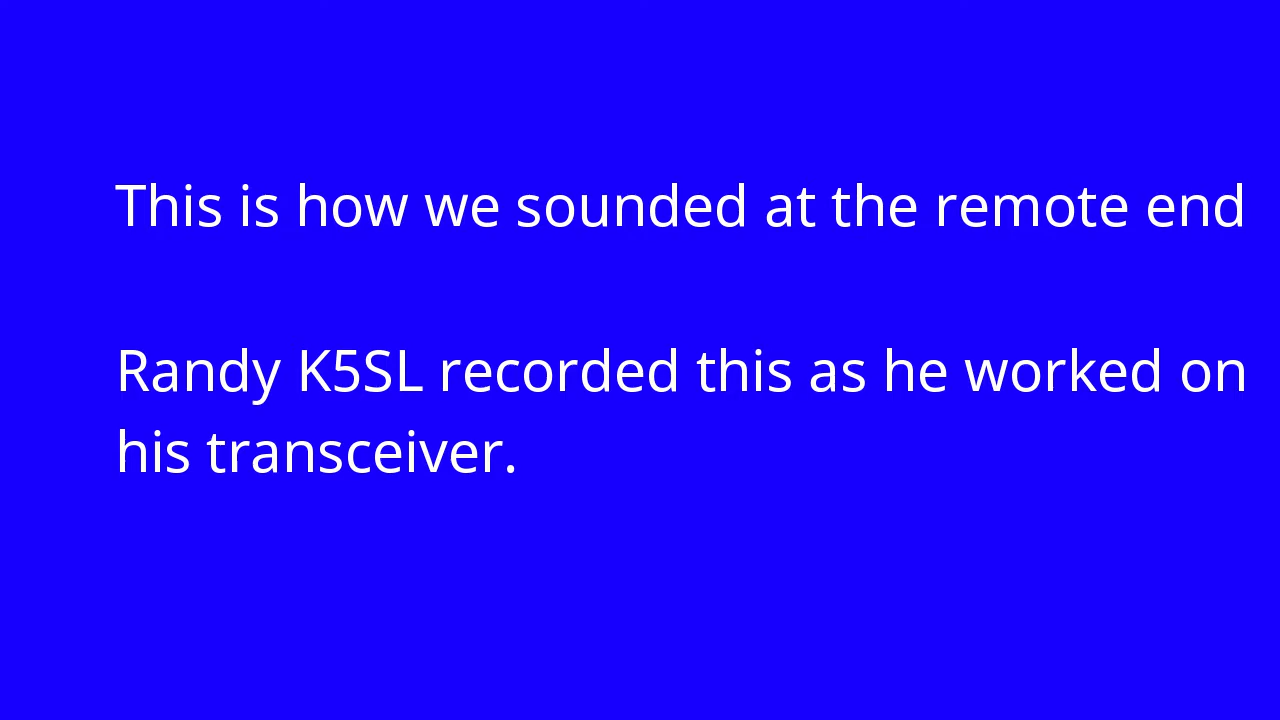 This is how we sounded at the remote end
Randy K5SL recorded this as he worked on
his transceiver.